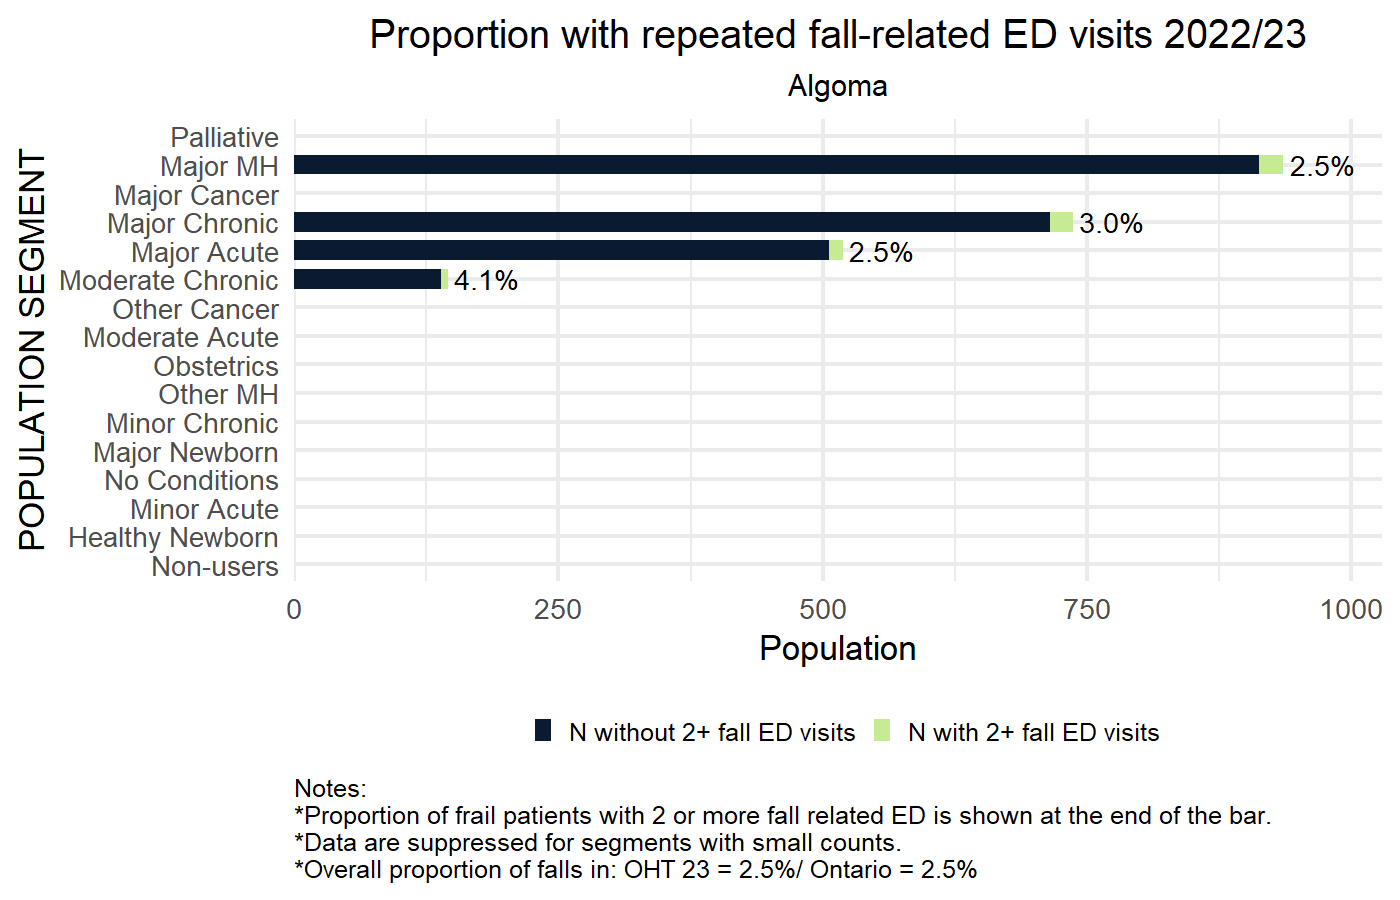 Proportion with repeated fall-related ED visits 2022/23
Algoma
POPULATION SEGMENT
Palliative
Major MH
2.5%
Major Cancer
Major Chronic
3.0%
Major Acute
2.5%
Moderate Chronic
4.1%
Other Cancer
Moderate Acute
Obstetrics
Other MH
Minor Chronic
Major Newborn
No Conditions
Minor Acute
Healthy Newborn
Non-users
0 250 500 750 1000
Population
N without 2+ fall ED visits N with 2+ fall ED visits
Notes:
*Proportion of frail patients with 2 or more fall related ED is shown at the end of the bar.
*Data are suppressed for segments with small counts.
*Overall proportion of falls in: OHT 23 = 2.5%/ Ontario = 2.5%